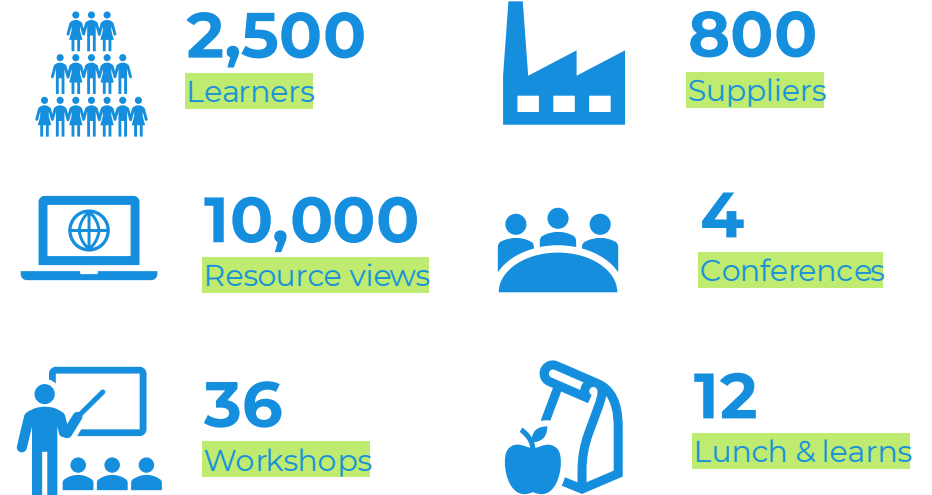 2,500
Learners
800
Suppliers
10,000
Resource views
4
Conferences
36
Workshops
12
Lunch & learns